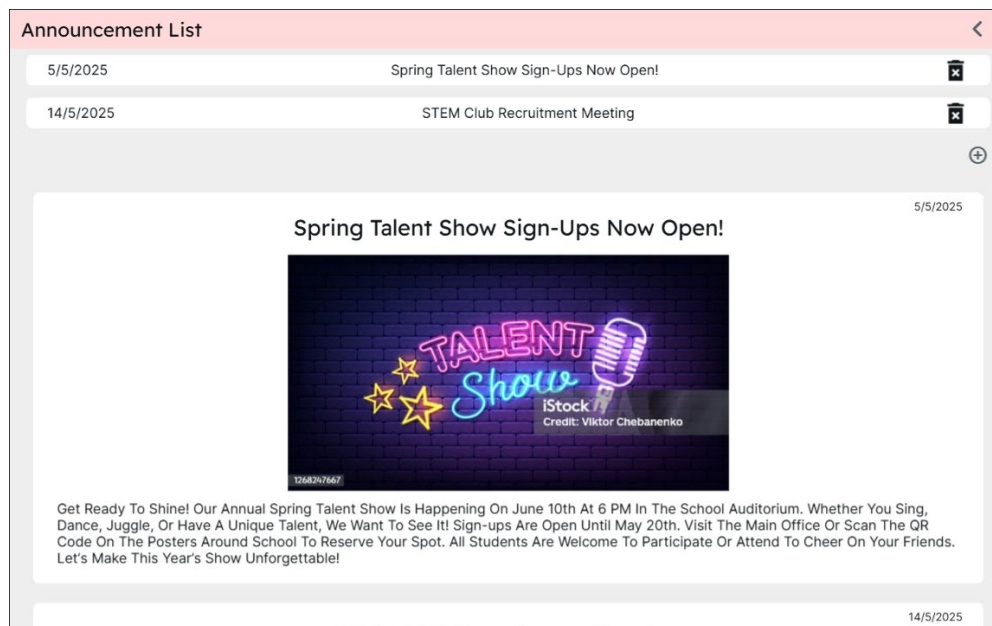 Announcement List
5/5/2025 Spring Talent Show Sign-Ups Now Open!
14/5/2025 STEM Club Recruitment Meeting
5/5/2025
Spring Talent Show Sign-Ups Now Open!
TALENT
Show
iStock
Credit: Viktor Chebanenko
1268247667
Get Ready To Shine! Our Annual Spring Talent Show Is Happening On June 10th At 6 PM In The School Auditorium. Whether You Sing,
Dance, Juggle, Or Have A Unique Talent, We Want To See It! Sign-ups Are Open Until May 20th. Visit The Main Office Or Scan The QR
Code On The Posters Around School To Reserve Your Spot. All Students Are Welcome To Participate Or Attend To Cheer On Your Friends.
Let's Make This Year's Show Unforgettable!
14/5/2025